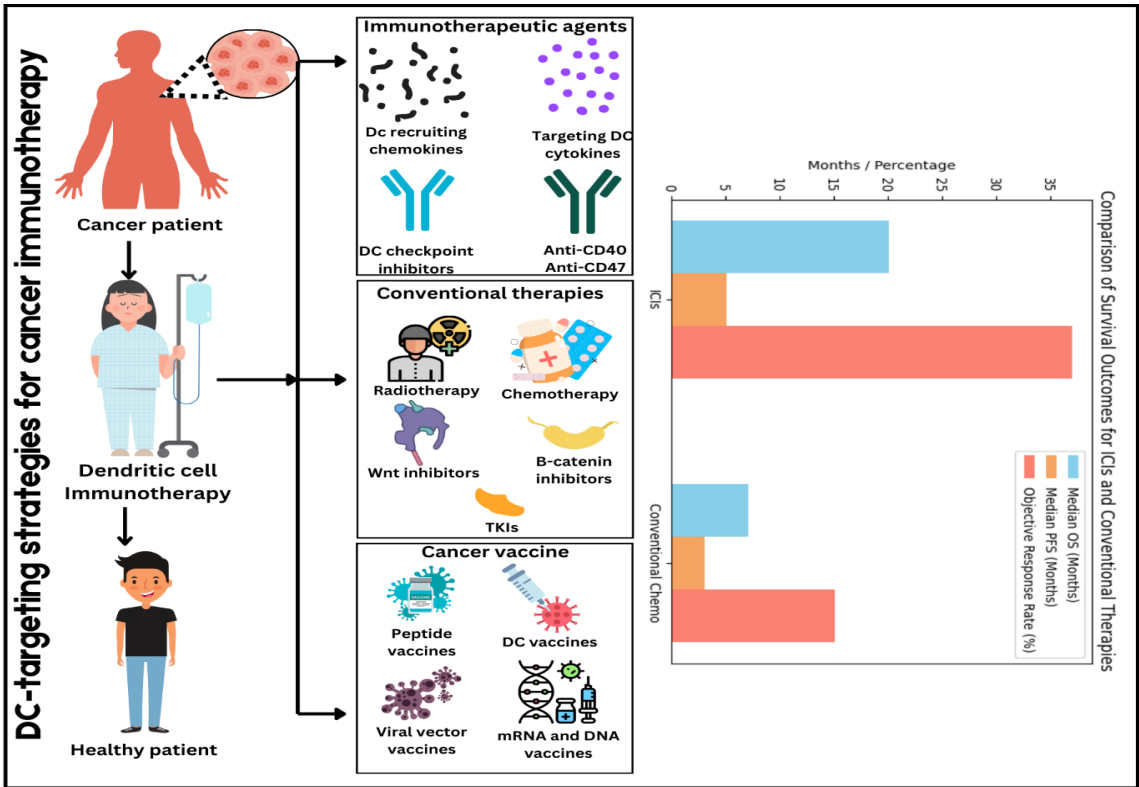 DC-targeting strategies for cancer immunotherapy
Cancer patient
Dendritic cell
Immunotherapy
Healthy patient
Immunotherapeutic agents
Dc recruiting
chemokines
Targeting DC
cytokines
DC checkpoint
inhibitors
Anti-CD40
Anti-CD47
Conventional therapies
Radiotherapy
Chemotherapy
Wnt inhibitors
B-catenin
inhibitors
TKIs
Cancer vaccine
VACCINE
Peptide
vaccines
DC vaccines
Viral vector
vaccines
mRNA and DNA
vaccines
Comparison of Survival Outcomes for ICIs and Conventional Therapies
Months / Percentage
0
5
10
15
20
25
30
35
ICIs
Conventional Chemo
Median OS (Months)
Median PFS (Months)
Objective Response Rate (%)